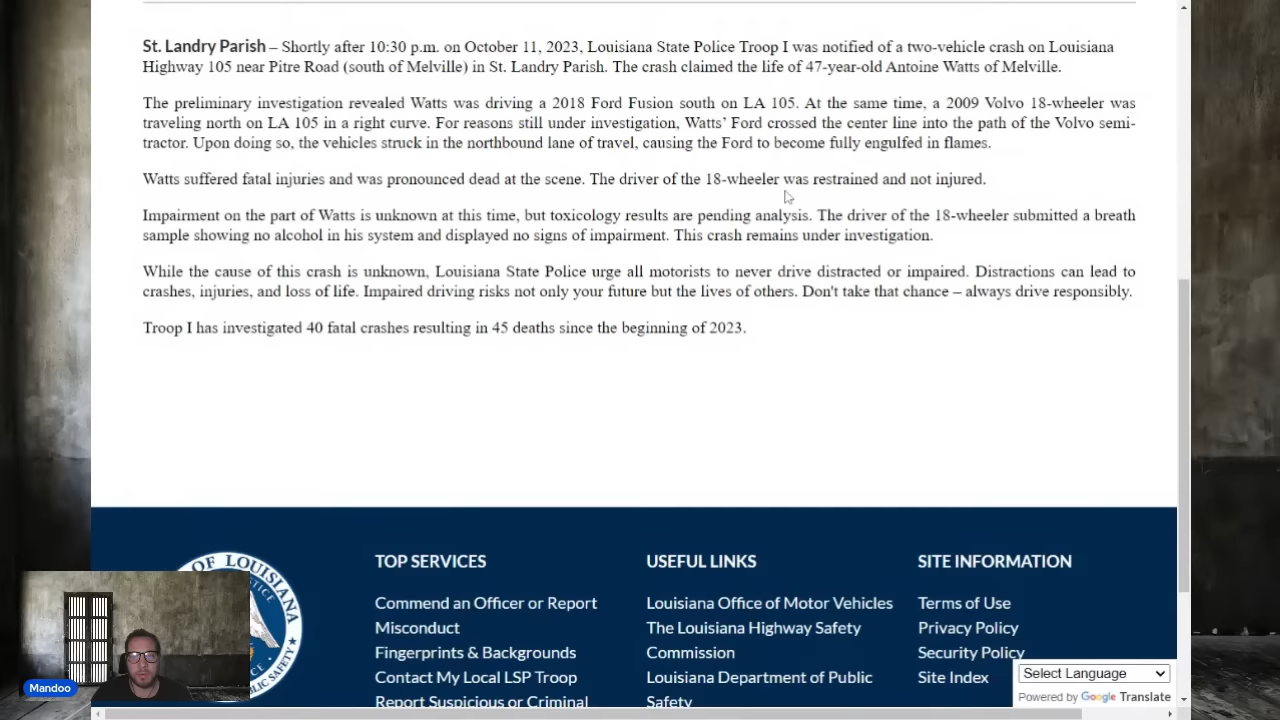 St. Landry Parish – Shortly after 10:30 p.m. on October 11, 2023, Louisiana State Police Troop I was notified of a two-vehicle crash on Louisiana
Highway 105 near Pitre Road (south of Melville) in St. Landry Parish. The crash claimed the life of 47-year-old Antoine Watts of Melville.
The preliminary investigation revealed Watts was driving a 2018 Ford Fusion south on LA 105. At the same time, a 2009 Volvo 18-wheeler was
traveling north on LA 105 in a right curve. For reasons still under investigation, Watts’ Ford crossed the center line into the path of the Volvo semi-
tractor. Upon doing so, the vehicles struck in the northbound lane of travel, causing the Ford to become fully engulfed in flames.
Watts suffered fatal injuries and was pronounced dead at the scene. The driver of the 18-wheeler was restrained and not injured.
Impairment on the part of Watts is unknown at this time, but toxicology results are pending analysis. The driver of the 18-wheeler submitted a breath
sample showing no alcohol in his system and displayed no signs of impairment. This crash remains under investigation.
While the cause of this crash is unknown, Louisiana State Police urge all motorists to never drive distracted or impaired. Distractions can lead to
crashes, injuries, and loss of life. Impaired driving risks not only your future but the lives of others. Don't take that chance – always drive responsibly.
Troop I has investigated 40 fatal crashes resulting in 45 deaths since the beginning of 2023.
OF LOUISIANA
TOP SERVICES
Commend an Officer or Report
Misconduct
Fingerprints & Backgrounds
Contact My Local LSP Troop
Report Suspicious or Criminal
USEFUL LINKS
Louisiana Office of Motor Vehicles
The Louisiana Highway Safety
Commission
Louisiana Department of Public
Safety
SITE INFORMATION
Terms of Use
Privacy Policy
Security Policy
Site Index
Select Language
Powered by Google Translate
Mandoo